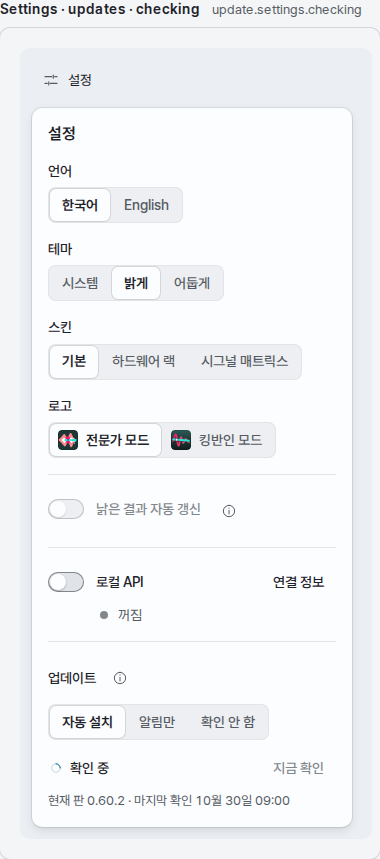 Settings · updates · checking update.settings.checking
설정
설정
언어
한국어 English
테마
시스템 밝게 어둡게
스킨
기본 하드웨어 랙 시그널 매트릭스
로고
전문가 모드 킹반인 모드
낡은 결과 자동 갱신
로컬 API 연결 정보
꺼짐
업데이트
자동 설치 알림만 확인 안 함
확인 중 지금 확인
현재 판 0.60.2 · 마지막 확인 10월 30일 09:00